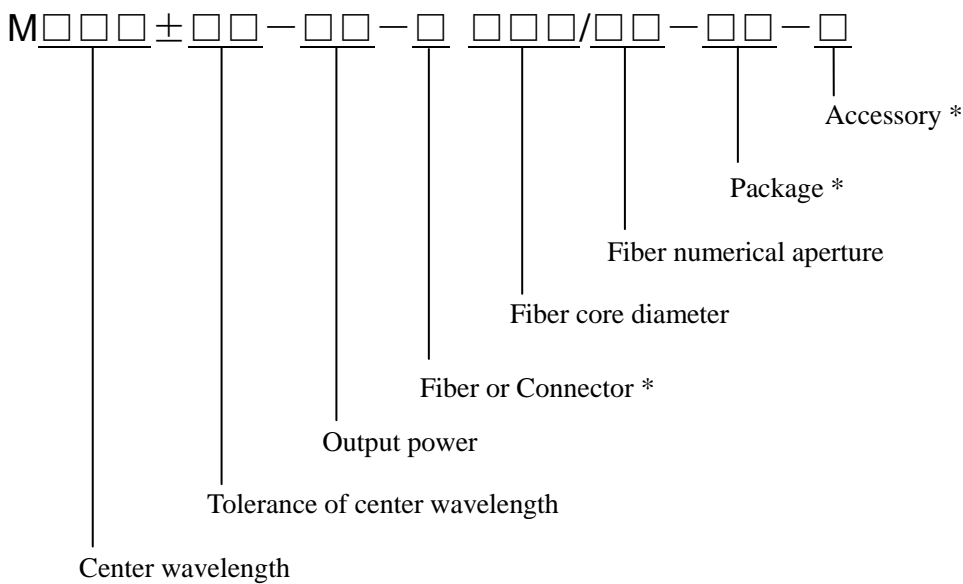 M□□□±□□－□□－□ □□□/□□－□□－□
Accessory *
Package *
Fiber numerical aperture
Fiber core diameter
Fiber or Connector *
Output power
Tolerance of center wavelength
Center wavelength